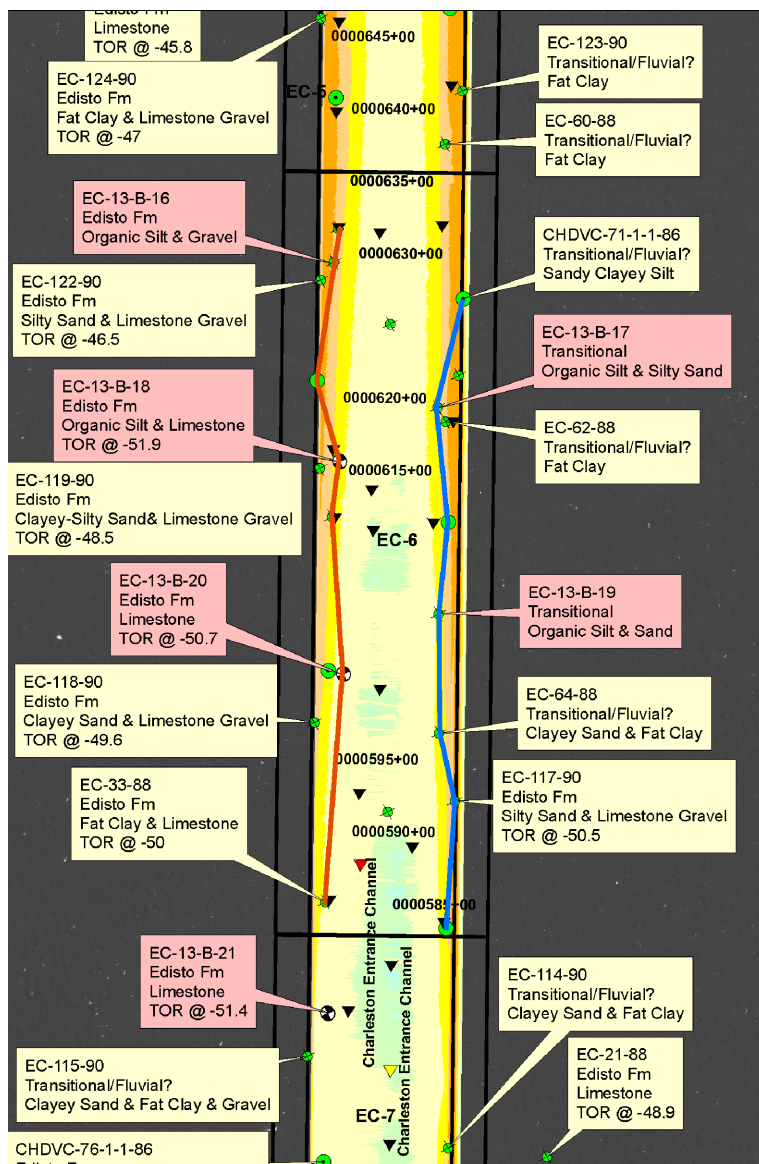 Limestone
TOR @ -45.8
0000645+00
EC-123-90
Transitional/Fluvial?
Fat Clay
EC-124-90
Edisto Fm
Fat Clay & Limestone Gravel
TOR @ -47
EC-5
0000640+00
EC-60-88
Transitional/Fluvial?
Fat Clay
0000635+00
EC-13-B-16
Edisto Fm
Organic Silt & Gravel
CHDVC-71-1-1-86
Transitional/Fluvial?
Sandy Clayey Silt
0000630+00
EC-122-90
Edisto Fm
Silty Sand & Limestone Gravel
TOR @ -46.5
EC-13-B-17
Transitional
Organic Silt & Silty Sand
EC-13-B-18
Edisto Fm
Organic Silt & Limestone
TOR @ -51.9
0000620+00
EC-62-88
Transitional/Fluvial?
Fat Clay
0000615+00
EC-119-90
Edisto Fm
Clayey-Silty Sand& Limestone Gravel
TOR @ -48.5
EC-6
EC-13-B-20
Edisto Fm
Limestone
TOR @ -50.7
EC-13-B-19
Transitional
Organic Silt & Sand
EC-118-90
Edisto Fm
Clayey Sand & Limestone Gravel
TOR @ -49.6
EC-64-88
Transitional/Fluvial?
Clayey Sand & Fat Clay
0000595+00
EC-33-88
Edisto Fm
Fat Clay & Limestone
TOR @ -50
EC-117-90
Edisto Fm
Silty Sand & Limestone Gravel
TOR @ -50.5
0000590+00
Charleston Entrance Channel
0000585+00
EC-13-B-21
Edisto Fm
Limestone
TOR @ -51.4
Charleston Entrance Channel
EC-114-90
Transitional/Fluvial?
Clayey Sand & Fat Clay
EC-115-90
Transitional/Fluvial?
Clayey Sand & Fat Clay & Gravel
EC-21-88
Edisto Fm
Limestone
TOR @ -48.9
EC-7
CHDVC-76-1-1-86